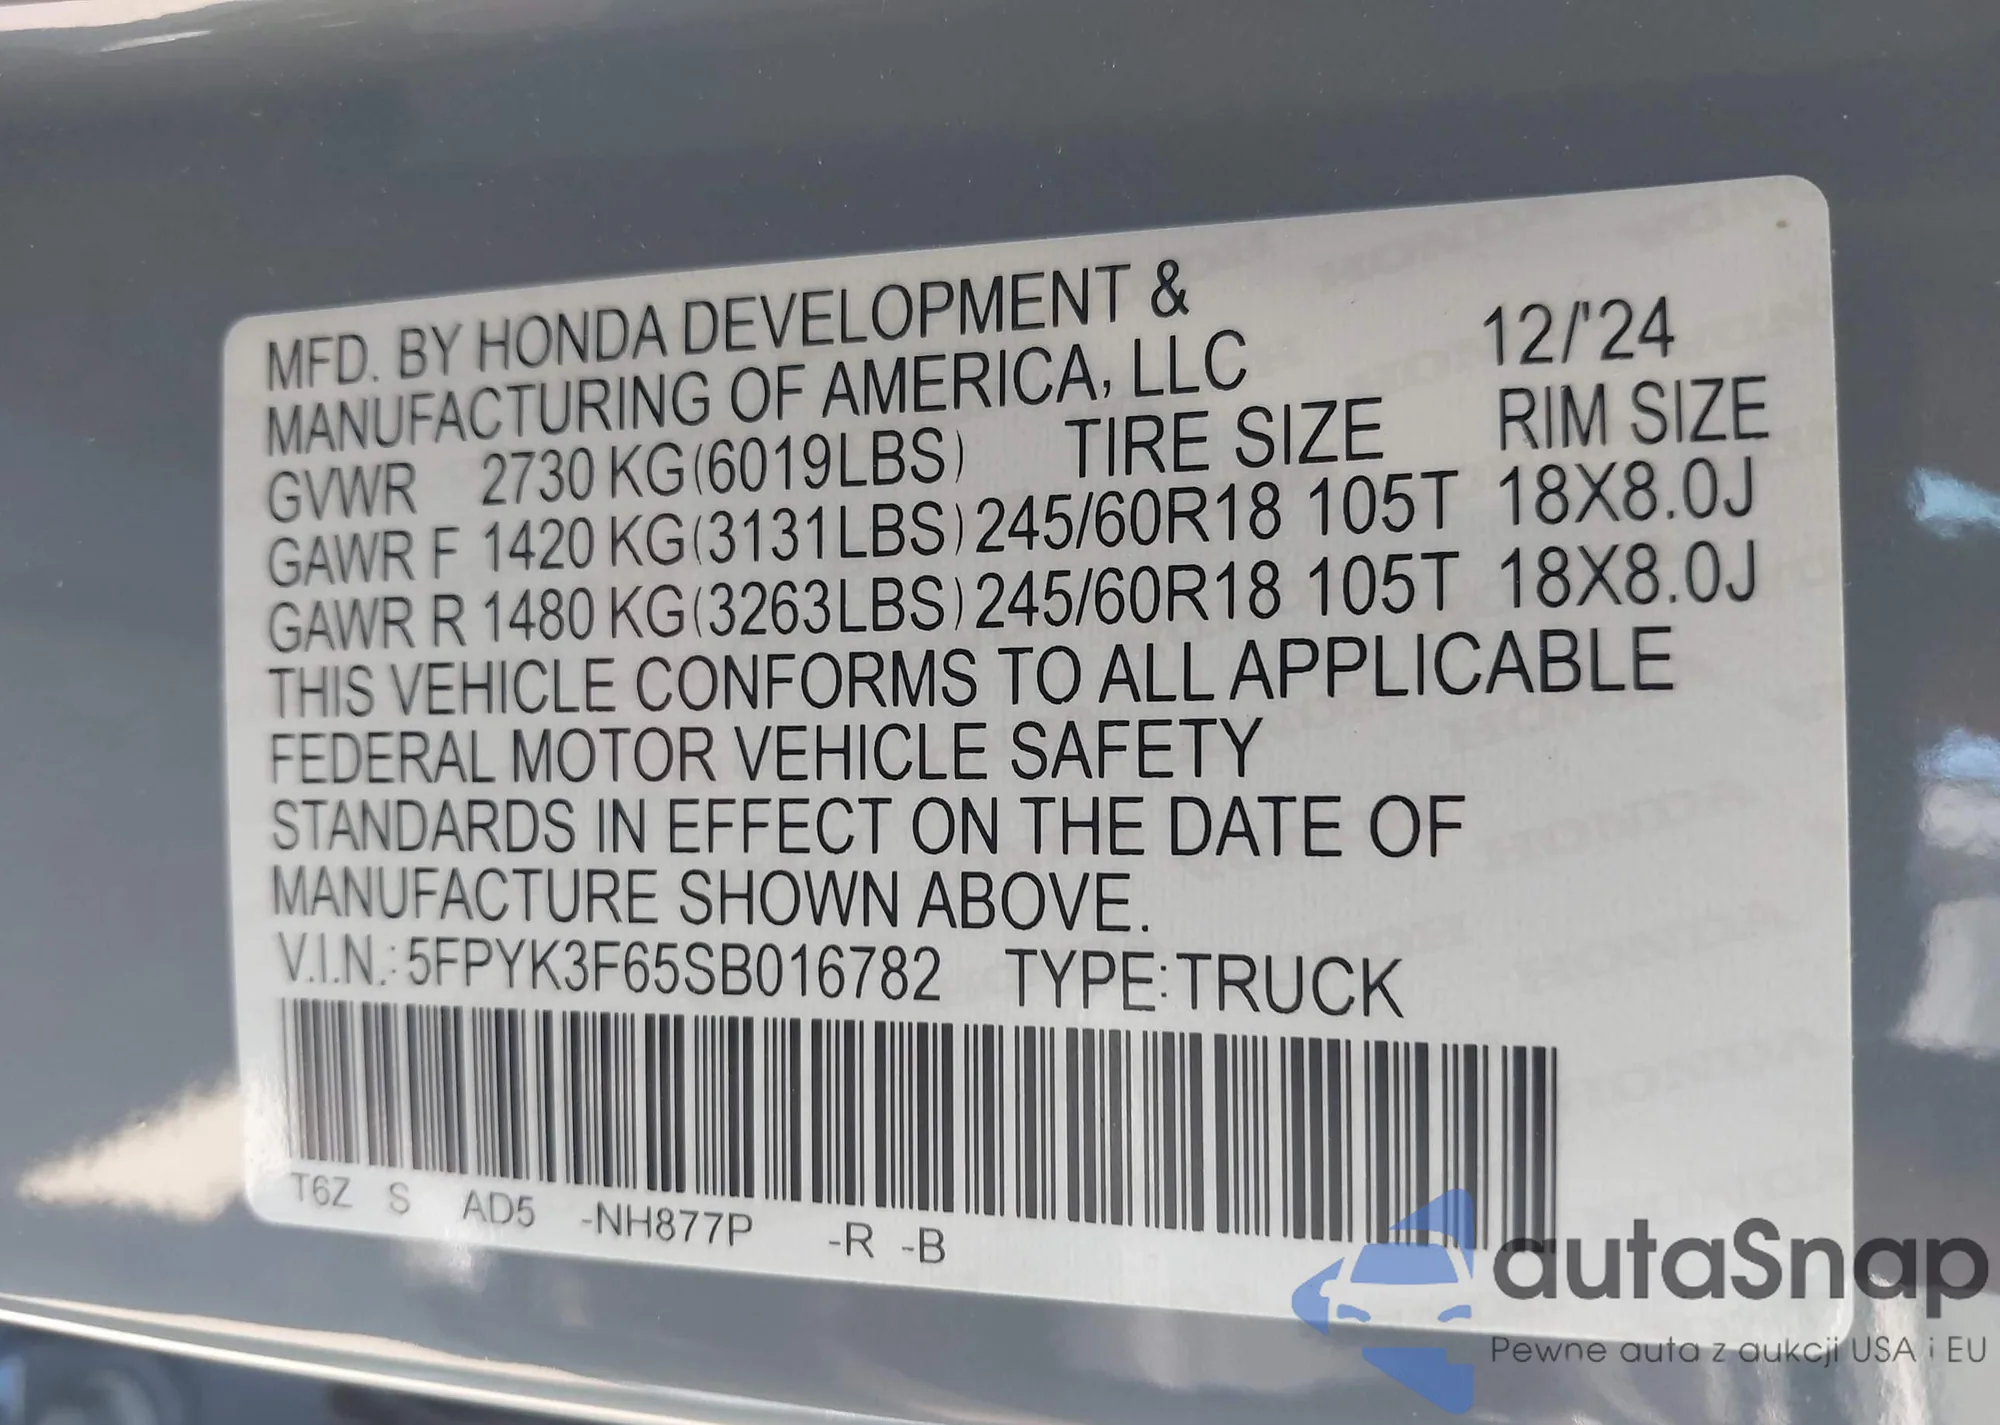 MFD. BY HONDA DEVELOPMENT &
MANUFACTURING OF AMERICA, LLC 12/'24
GVWR 2730 KG(6019LBS) TIRE SIZE RIM SIZE
GAWR F 1420 KG(3131LBS) 245/60R18 105T 18X8.0J
GAWR R 1480 KG(3263LBS) 245/60R18 105T 18X8.0J
THIS VEHICLE CONFORMS TO ALL APPLICABLE
FEDERAL MOTOR VEHICLE SAFETY
STANDARDS IN EFFECT ON THE DATE OF
MANUFACTURE SHOWN ABOVE.
V.I.N.: 5FPYK3F65SB016782 TYPE: TRUCK
T6Z S AD5 -NH877P -R -B
autaSnap
Pewne auta z aukcji USA i EU